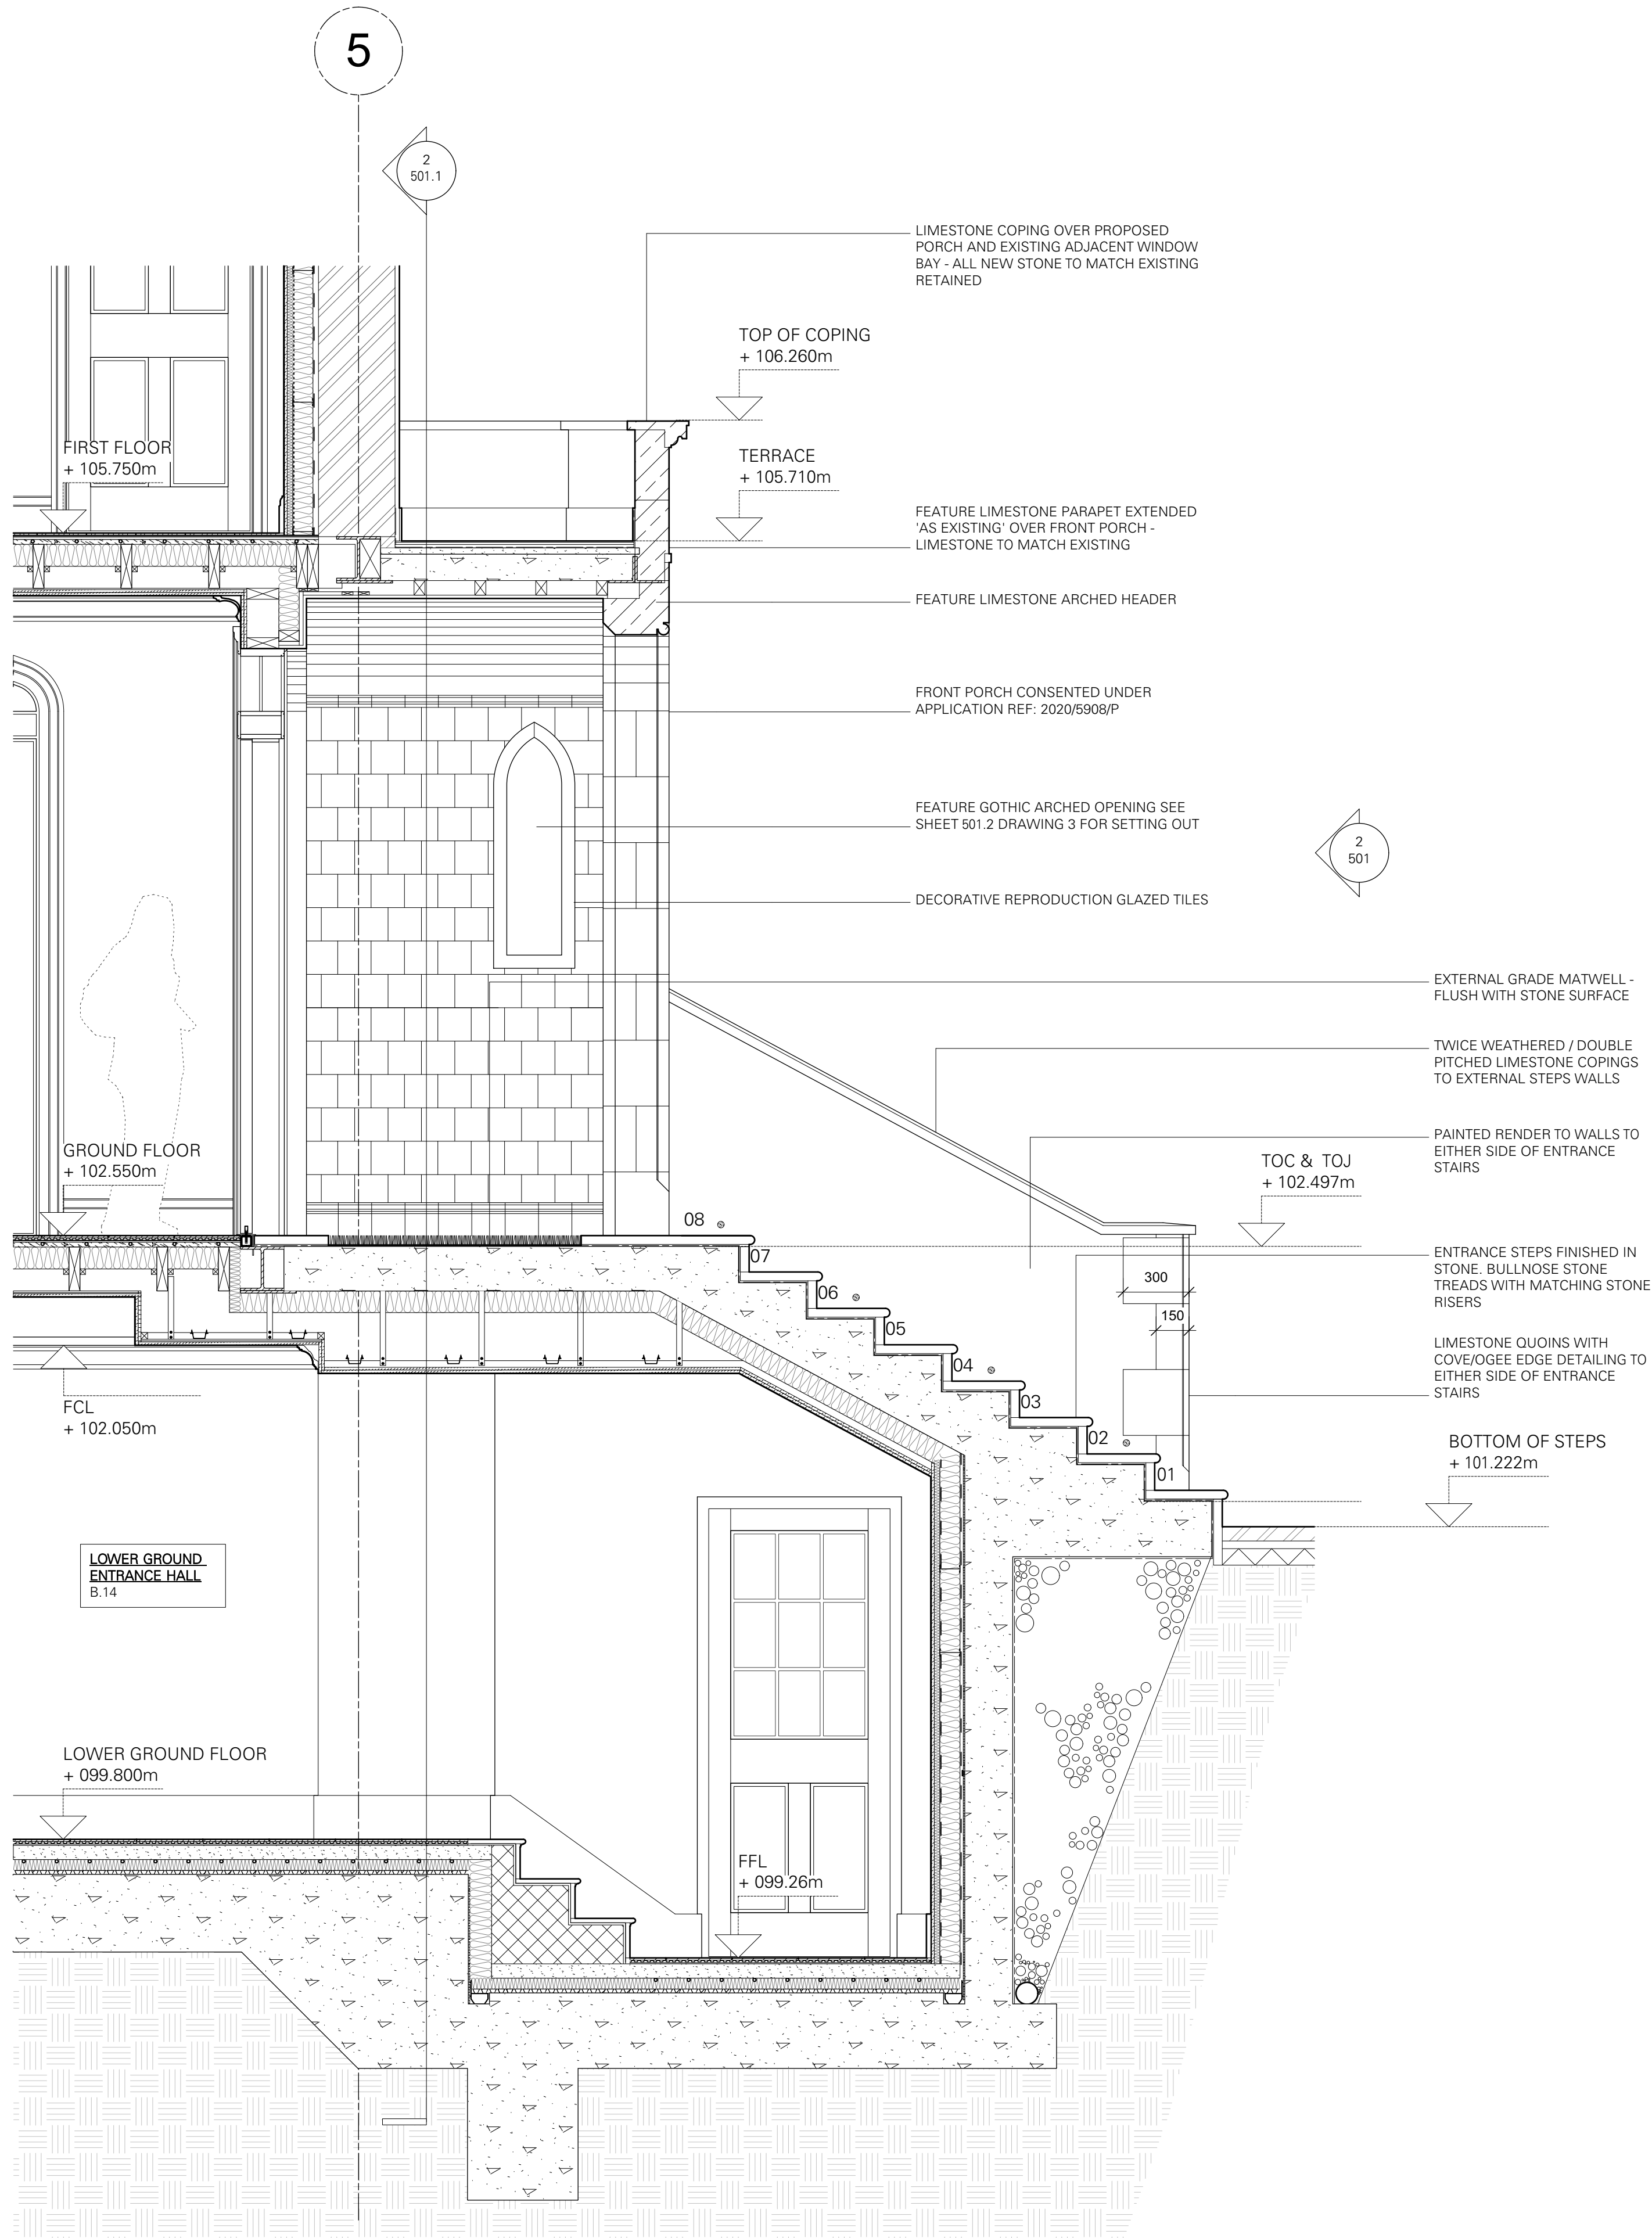 5
2
501.1
LIMESTONE COPING OVER PROPOSED
PORCH AND EXISTING ADJACENT WINDOW
BAY - ALL NEW STONE TO MATCH EXISTING
RETAINED
TOP OF COPING
+ 106.260m
FIRST FLOOR
+ 105.750m
TERRACE
+ 105.710m
FEATURE LIMESTONE PARAPET EXTENDED
'AS EXISTING' OVER FRONT PORCH -
LIMESTONE TO MATCH EXISTING
FEATURE LIMESTONE ARCHED HEADER
FRONT PORCH CONSENTED UNDER
APPLICATION REF: 2020/5908/P
FEATURE GOTHIC ARCHED OPENING SEE
SHEET 501.2 DRAWING 3 FOR SETTING OUT
2
501
DECORATIVE REPRODUCTION GLAZED TILES
EXTERNAL GRADE MATWELL -
FLUSH WITH STONE SURFACE
TWICE WEATHERED / DOUBLE
PITCHED LIMESTONE COPINGS
TO EXTERNAL STEPS WALLS
PAINTED RENDER TO WALLS TO
EITHER SIDE OF ENTRANCE
STAIRS
GROUND FLOOR
+ 102.550m
TOC & TOJ
+ 102.497m
08
07
06
05
04
03
02
01
300
150
ENTRANCE STEPS FINISHED IN
STONE. BULLNOSE STONE
TREADS WITH MATCHING STONE
RISERS
LIMESTONE QUOINS WITH
COVE/OGEE EDGE DETAILING TO
EITHER SIDE OF ENTRANCE
STAIRS
FCL
+ 102.050m
BOTTOM OF STEPS
+ 101.222m
LOWER GROUND
ENTRANCE HALL
B.14
LOWER GROUND FLOOR
+ 099.800m
FFL
+ 099.26m